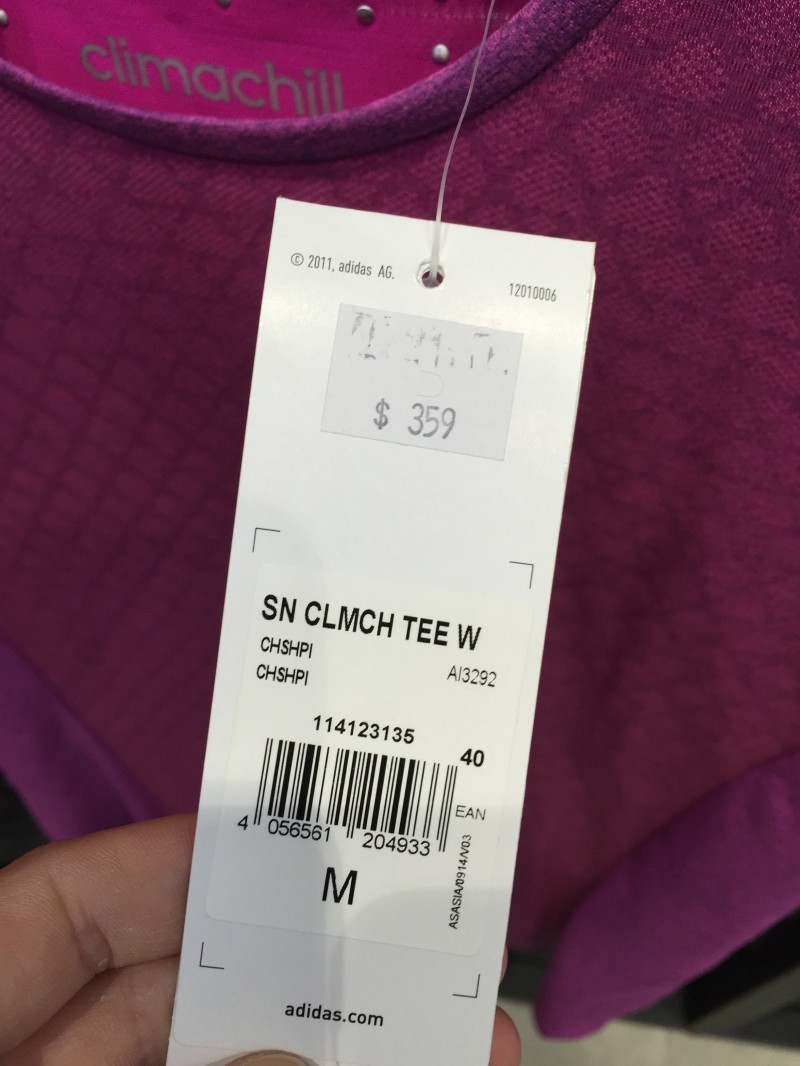 climachill
© 2011, adidas AG.
12010006
$ 359
SN CLMCH TEE W
CHSHPI
CHSHPI AI3292
114123135
40
EAN
4 056561 204933
ASASIA/0914/V03
M
adidas.com